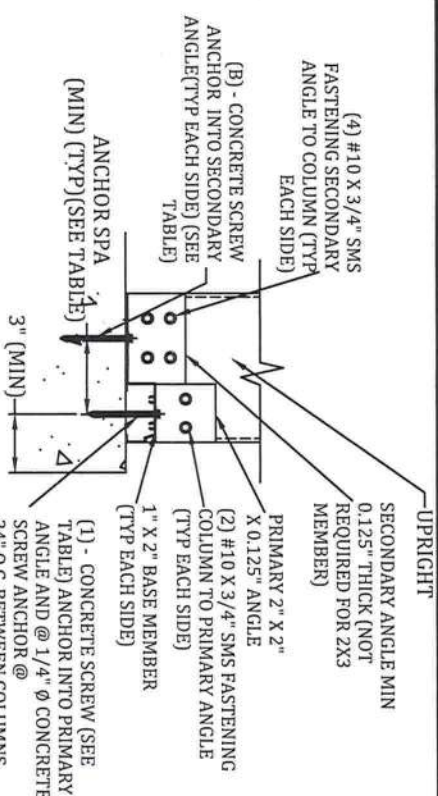 UPRIGHT
SECONDARY ANGLE MIN
0.125" THICK (NOT
REQUIRED FOR 2X3
MEMBER)
PRIMARY 2" X 2"
X 0.125" ANGLE
(2) #10 X 3/4" SMS FASTENING
COLUMN TO PRIMARY ANGLE
(TYP EACH SIDE)
1" X 2" BASE MEMBER
(TYP EACH SIDE)
(1) - CONCRETE SCREW (SEE
TABLE) ANCHOR INTO PRIMARY
ANGLE AND @ 1/4" Ø CONCRETE
SCREW ANCHOR @
24" O.C. BETWEEN COLUMNS
(4) #10 X 3/4" SMS
FASTENING SECONDARY
ANGLE TO COLUMN (TYP
EACH SIDE)
(B) - CONCRETE SCREW
ANCHOR INTO SECONDARY
ANGLE(TYP EACH SIDE) (SEE
TABLE)
ANCHOR SPA
(MIN) (TYP)(SEE TABLE)
3" (MIN)